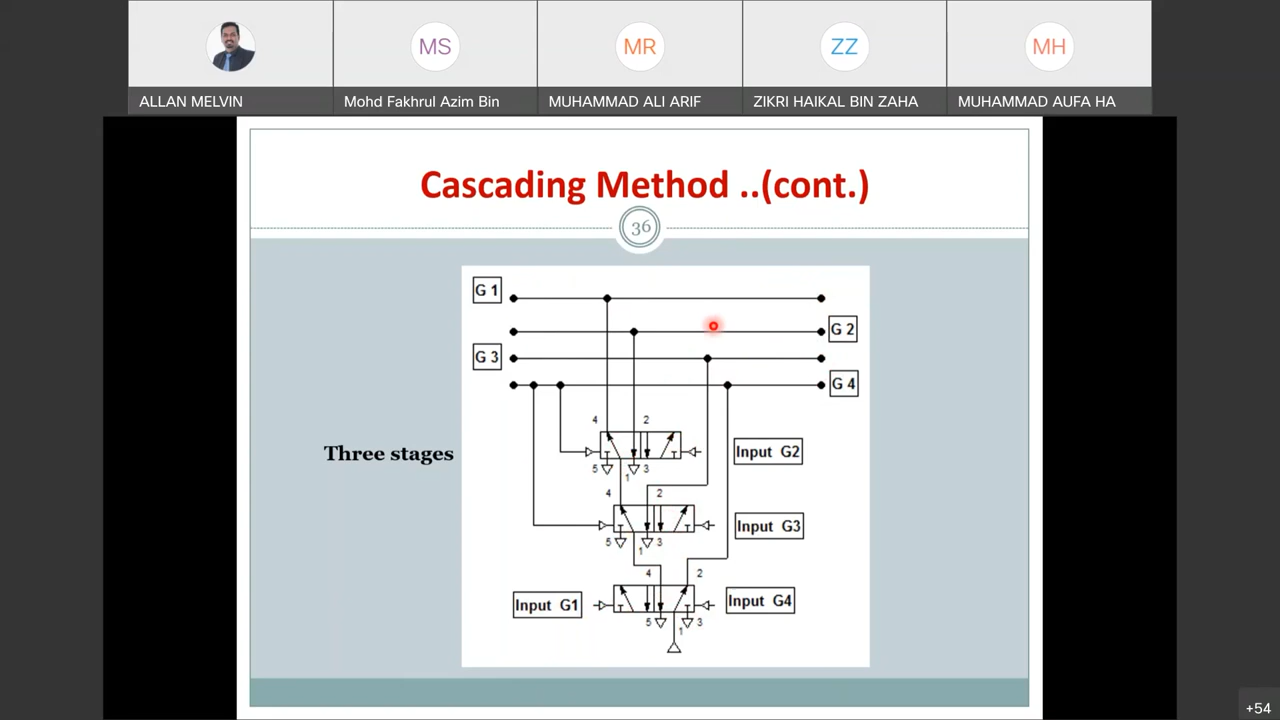 MS
MR
ZZ
MH
ALLAN MELVIN
Mohd Fakhrul Azim Bin
MUHAMMAD ALI ARIF
ZIKRI HAIKAL BIN ZAHA
MUHAMMAD AUFA HA
Cascading Method ..(cont.)
36
G 1
G 2
G 3
G 4
4 2
Three stages
Input G2
5 1 3
4 2
Input G3
5 1 3
4 2
Input G1
Input G4
5 1 3
+54